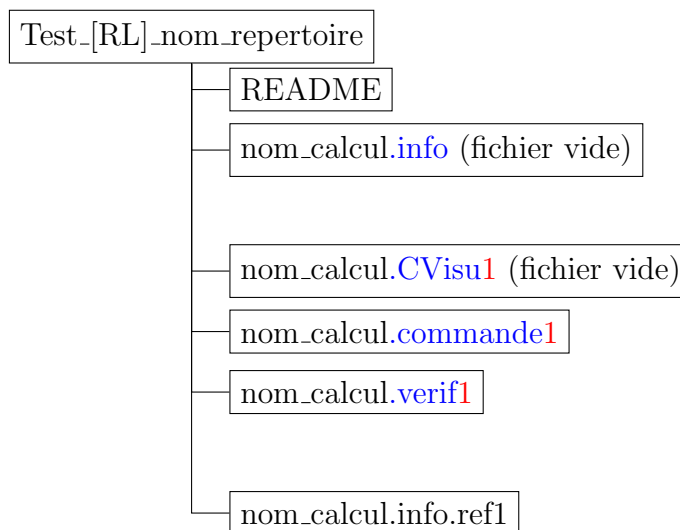 Test_[RL]_nom_repertoire
README
nom_calcul.info (fichier vide)
nom_calcul.CVisu1 (fichier vide)
nom_calcul.commande1
nom_calcul.verif1
nom_calcul.info.ref1